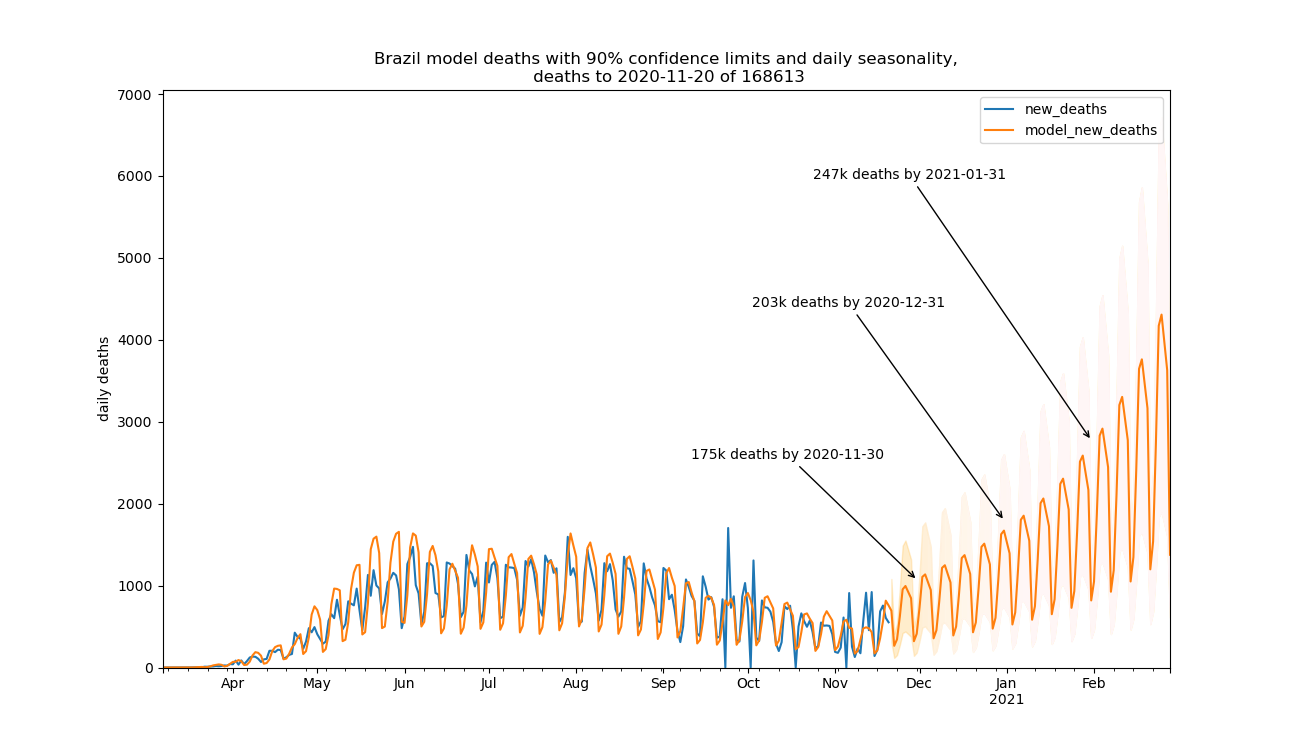 Brazil model deaths with 90% confidence limits and daily seasonality,
deaths to 2020-11-20 of 168613
7000
6000
5000
4000
3000
2000
1000
0
daily deaths
new_deaths
model_new_deaths
247k deaths by 2021-01-31
203k deaths by 2020-12-31
175k deaths by 2020-11-30
Apr May Jun Jul Aug Sep Oct Nov Dec Jan Feb
2021